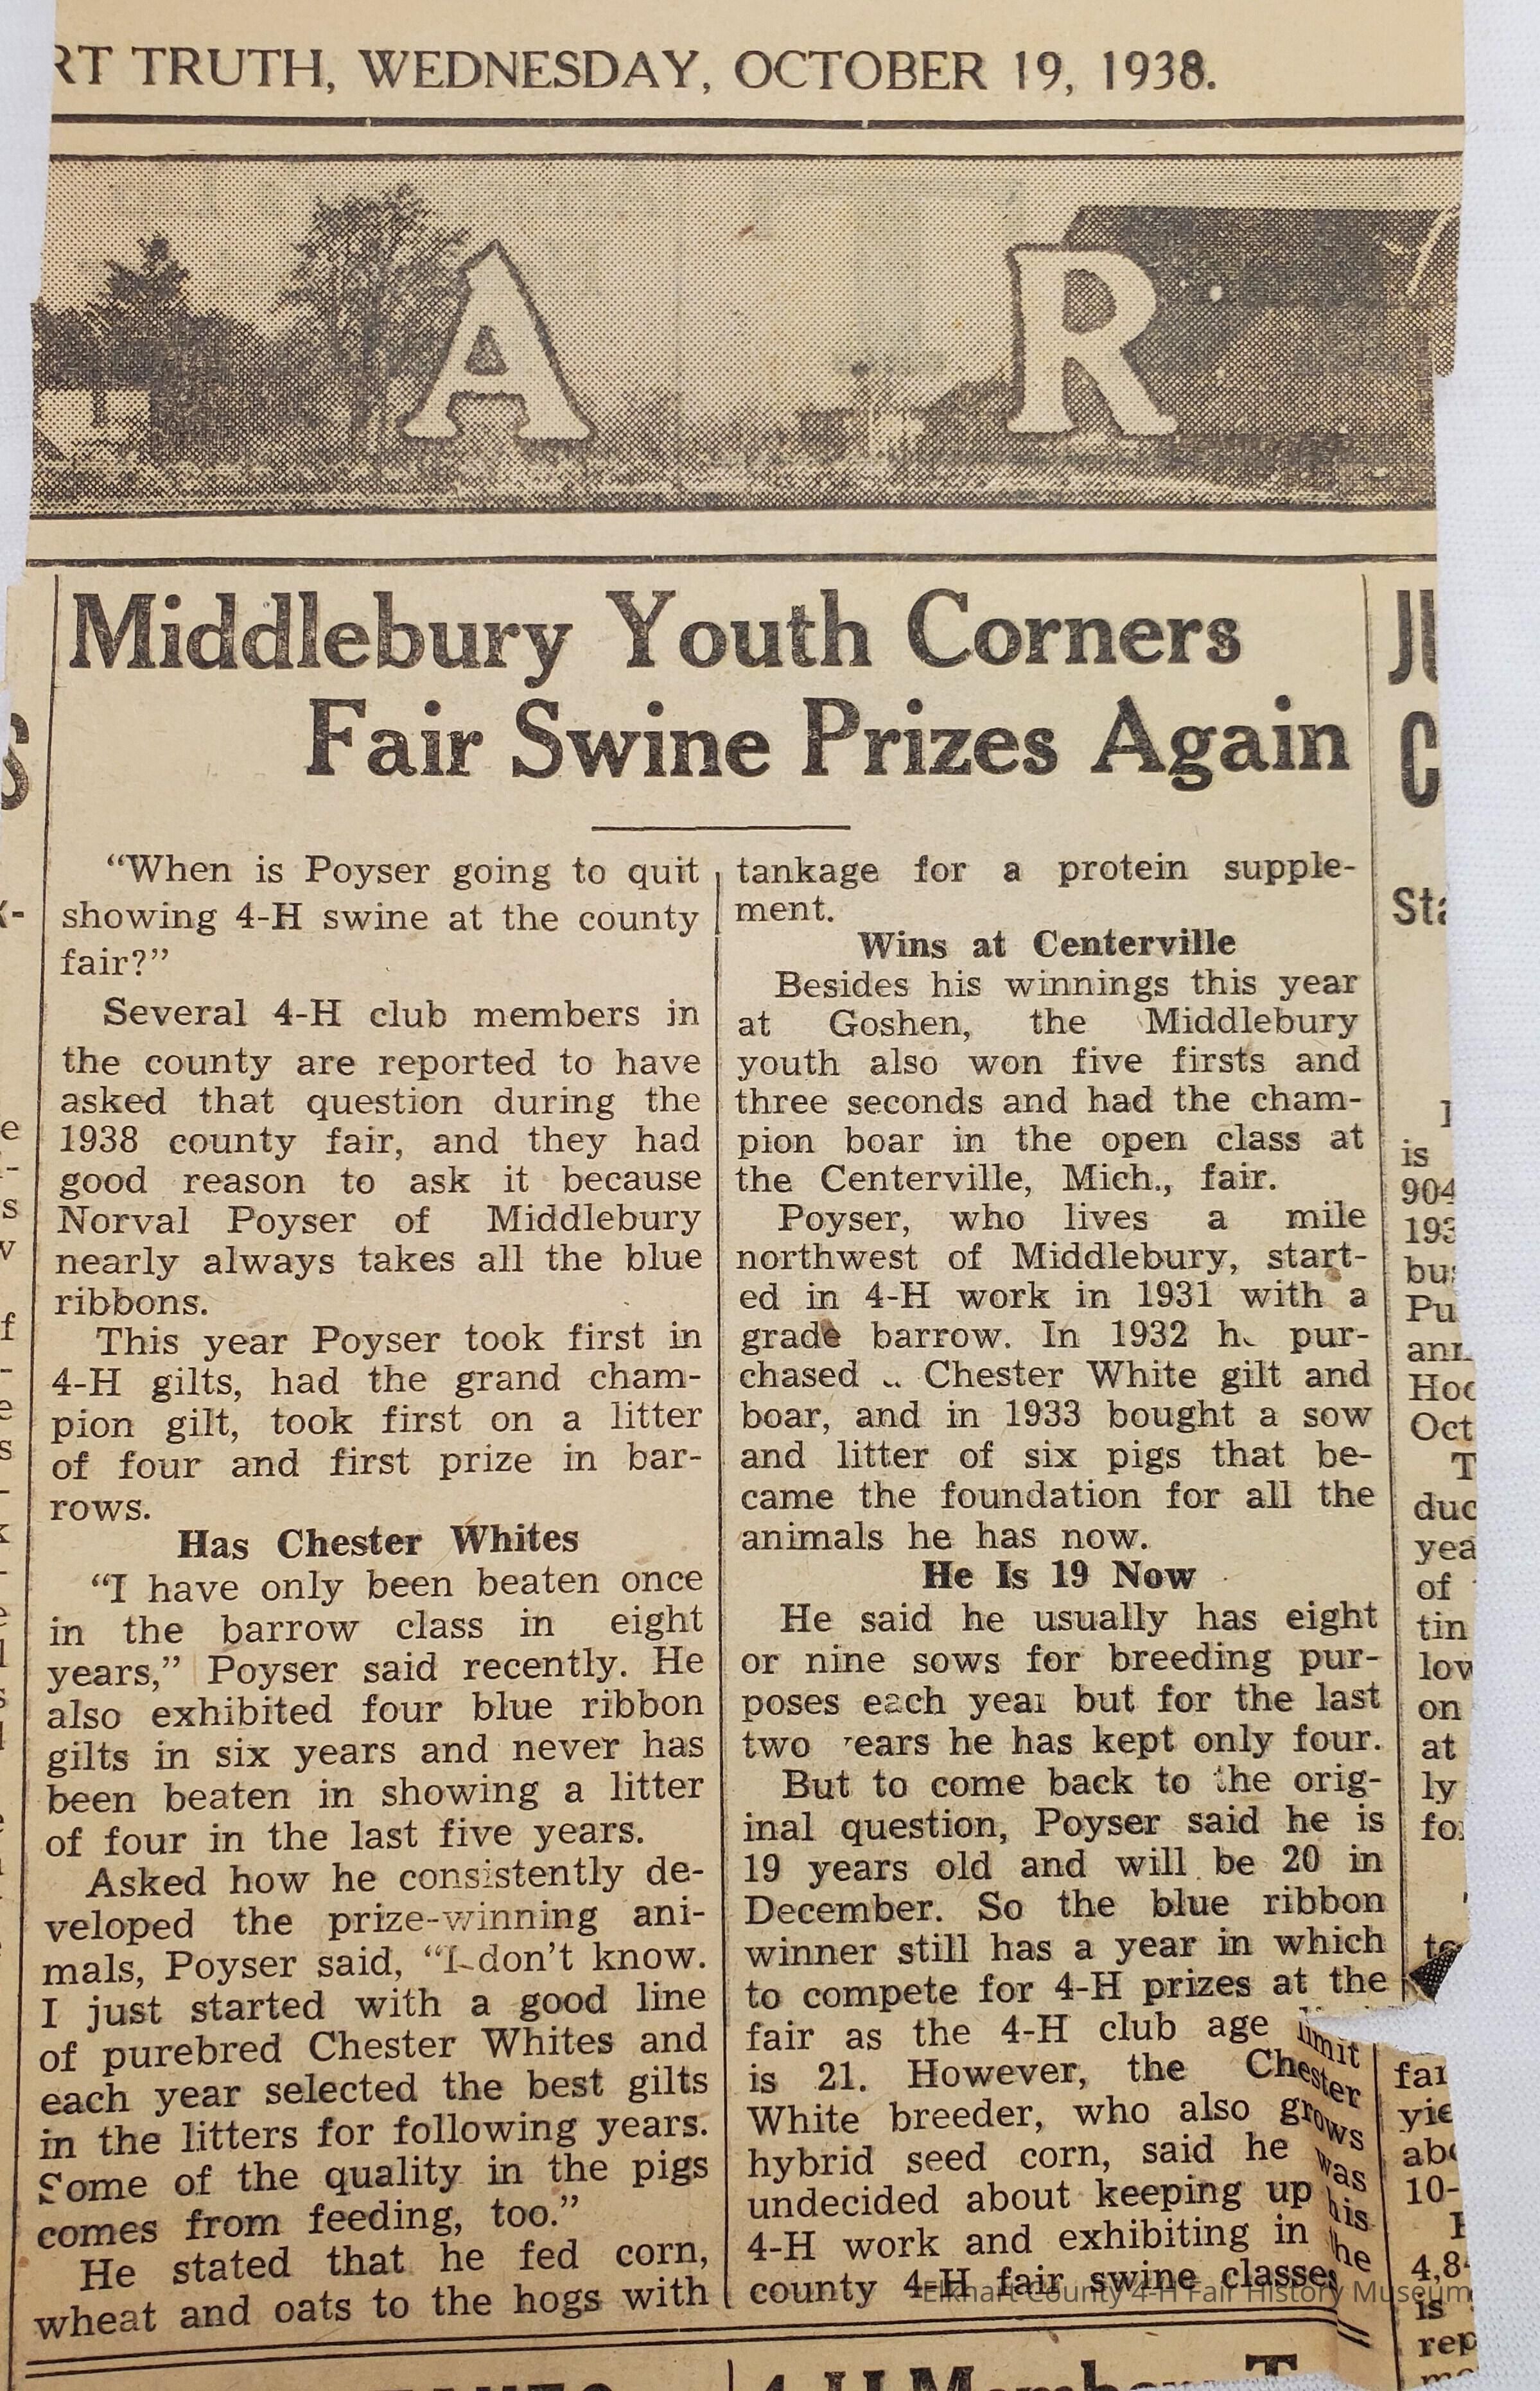 RT TRUTH, WEDNESDAY, OCTOBER 19, 1938.
A R
Middlebury Youth Corners
Fair Swine Prizes Again
"When is Poyser going to quit
showing 4-H swine at the county
fair?"
Several 4-H club members in
the county are reported to have
asked that question during the
1938 county fair, and they had
good reason to ask it because
Norval Poyser of Middlebury
nearly always takes all the blue
ribbons.
This year Poyser took first in
4-H gilts, had the grand cham-
pion gilt, took first on a litter
of four and first prize in bar-
rows.
Has Chester Whites
"I have only been beaten once
in the barrow class in eight
years," Poyser said recently. He
also exhibited four blue ribbon
gilts in six years and never has
been beaten in showing a litter
of four in the last five years.
Asked how he consistently de-
veloped the prize-winning ani-
mals, Poyser said, "I don't know.
I just started with a good line
of purebred Chester Whites and
each year selected the best gilts
in the litters for following years.
Some of the quality in the pigs
comes from feeding, too."
He stated that he fed corn,
wheat and oats to the hogs with
tankage for a protein supple-
ment.
Wins at Centerville
Besides his winnings this year
at Goshen, the Middlebury
youth also won five firsts and
three seconds and had the cham-
pion boar in the open class at
the Centerville, Mich., fair.
Poyser, who lives a mile
northwest of Middlebury, start-
ed in 4-H work in 1931 with a
grade barrow. In 1932 he pur-
chased Chester White gilt and
boar, and in 1933 bought a sow
and litter of six pigs that be-
came the foundation for all the
animals he has now.
He Is 19 Now
He said he usually has eight
or nine sows for breeding pur-
poses each year but for the last
two years he has kept only four.
But to come back to the orig-
inal question, Poyser said he is
19 years old and will be 20 in
December. So the blue ribbon
winner still has a year in which
to compete for 4-H prizes at the
fair as the 4-H club age limit
is 21. However, the Chester
White breeder, who also grows
hybrid seed corn, said he was
undecided about keeping up his
4-H work and exhibiting in the
county 4-H fair swine classes
Elkhart County 4-H Fair History Museum